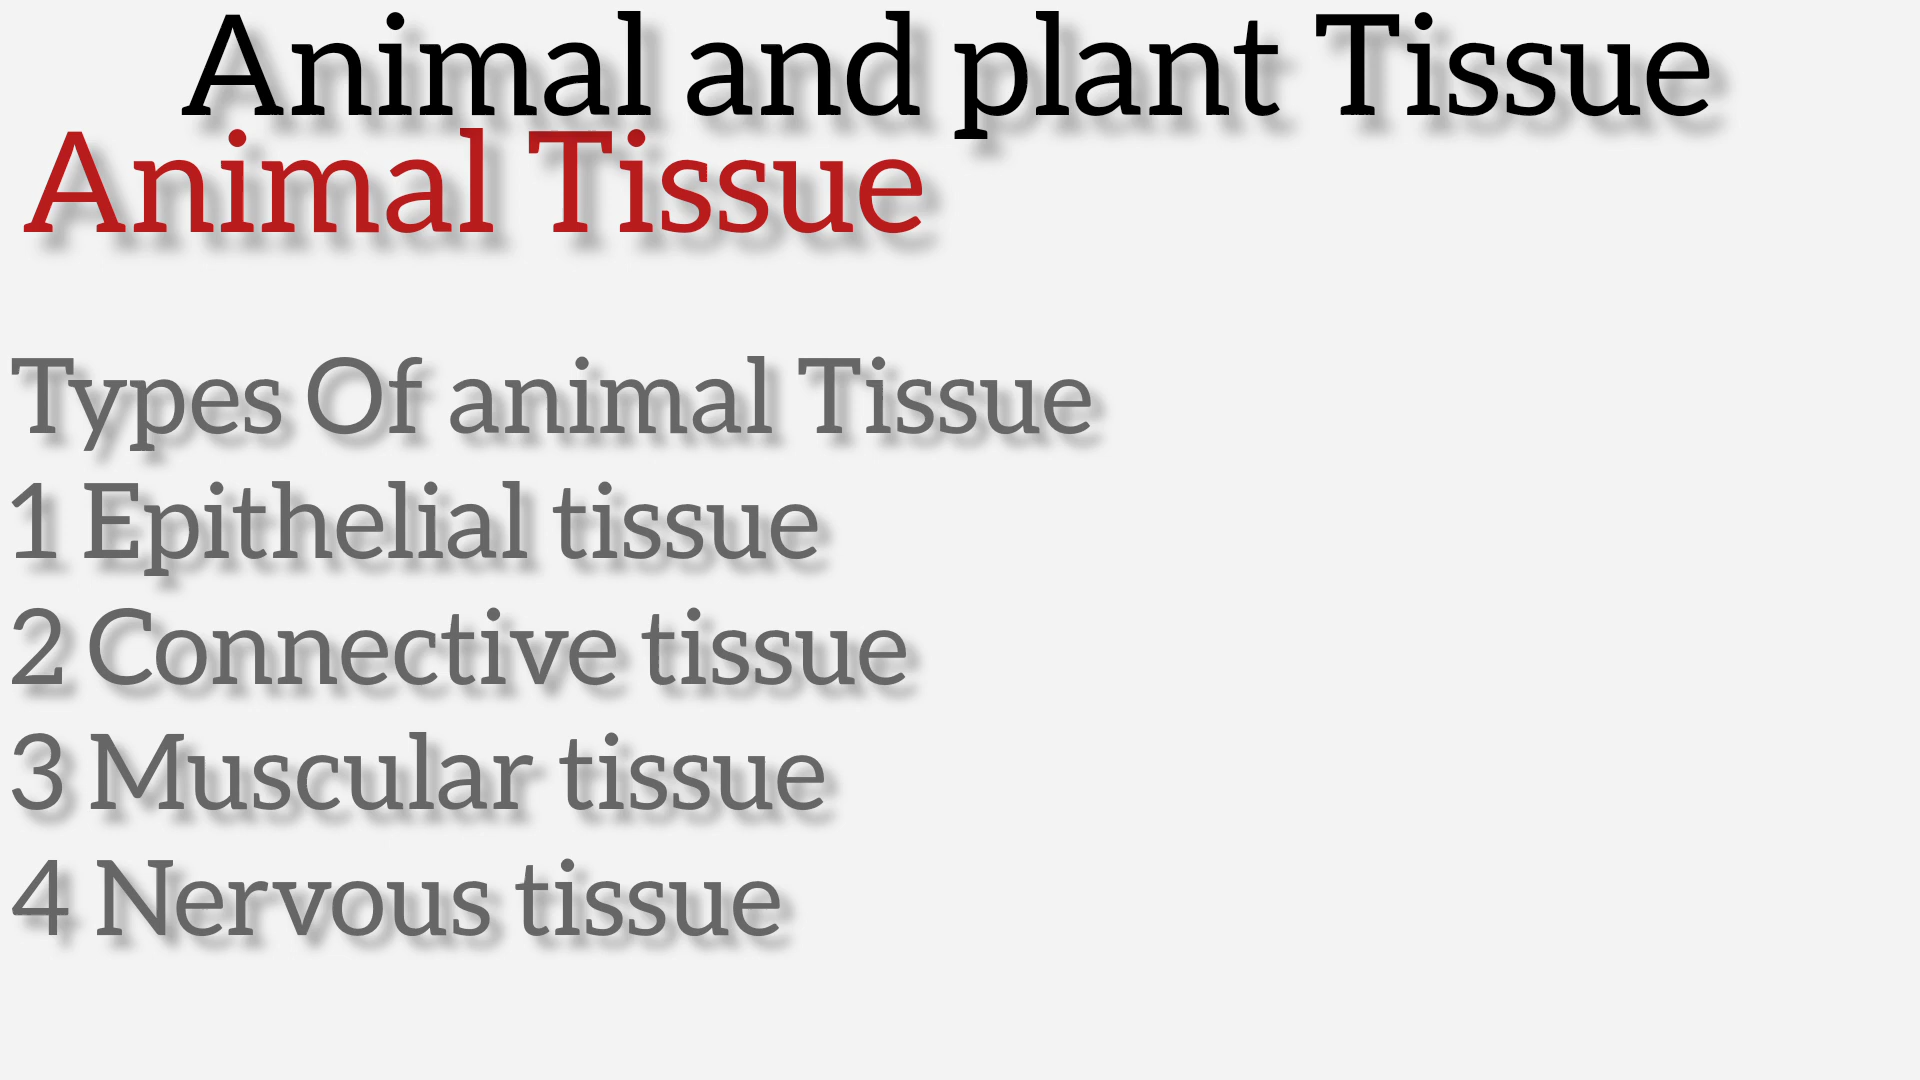 Animal and plant Tissue
Animal Tissue
Types Of animal Tissue
1 Epithelial tissue
2 Connective tissue
3 Muscular tissue
4 Nervous tissue